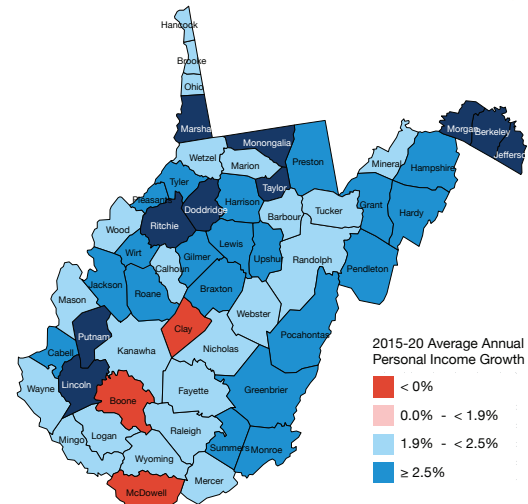 Hancock
Brooke
Ohio
Marsha
Wetzel
Monongalia
Marion
Preston
Morgan
Berkeley
Jefferso
Mineral
Hampshire
Tyler
Pleasants
Doddridge
Harrison
Taylor
Barbour
Tucker
Grant
Hardy
Wood
Ritchie
Wirt
Calhoun
Gilmer
Lewis
Upshur
Randolph
Pendleton
Mason
Jackson
Roane
Braxton
Webster
Pocahontas
Putnam
Cabell
Kanawha
Clay
Nicholas
Wayne
Lincoln
Boone
Fayette
Greenbrier
Mingo
Logan
Raleigh
Wyoming
Summers
Monroe
McDowell
Mercer
2015-20 Average Annual
Personal Income Growth
< 0%
0.0% - < 1.9%
1.9% - < 2.5%
≥ 2.5%